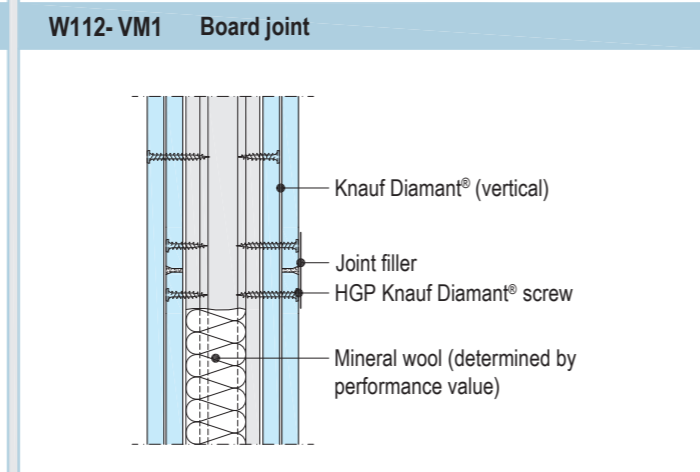 W112- VM1 Board joint
Knauf Diamant® (vertical)
Joint filler
HGP Knauf Diamant® screw
Mineral wool (determined by
performance value)